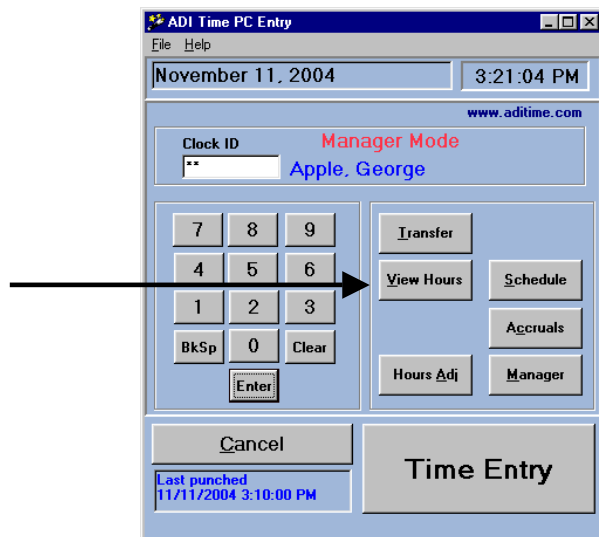 ADI Time PC Entry
File Help
November 11, 2004 3:21:04 PM
www.aditime.com
Clock ID Manager Mode
** Apple, George
7 8 9 Transfer
4 5 6 View Hours Schedule
1 2 3 Accruals
BkSp 0 Clear
Enter Hours Adj Manager
Cancel Time Entry
Last punched
11/11/2004 3:10:00 PM